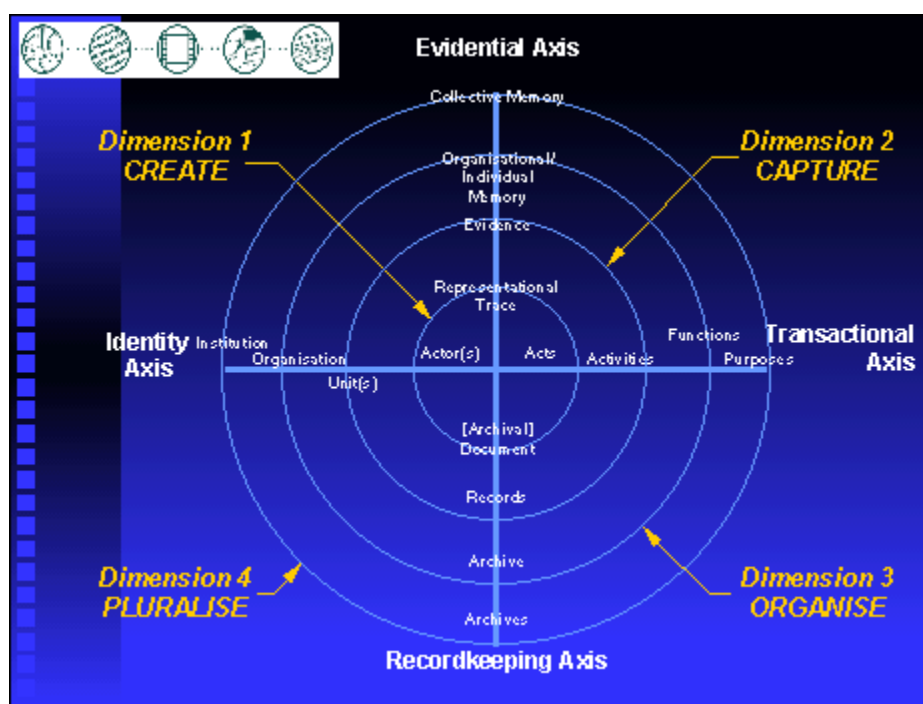 Evidential Axis
Collective Memory
Dimension 1
CREATE
Dimension 2
CAPTURE
Organisational/
Individual
Memory
Evidence
Representational
Trace
Identity
Axis
Institution
Organisation
Unit(s)
Actor(s)
Acts
Activities
Functions
Purposes
Transactional
Axis
[Archival]
Document
Records
Archive
Archives
Dimension 4
PLURALISE
Dimension 3
ORGANISE
Recordkeeping Axis